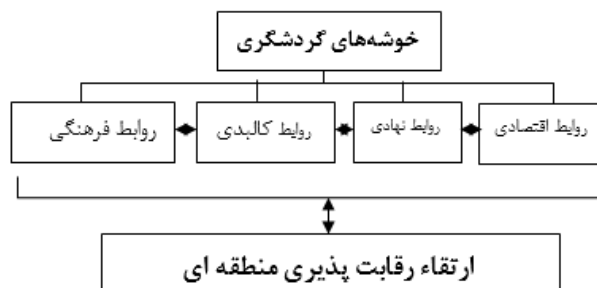 خوشه‌های گردشگری
روابط اقتصادی
روابط نهادی
روابط کالبدی
روابط فرهنگی
ارتقاء رقابت پذیری منطقه ای